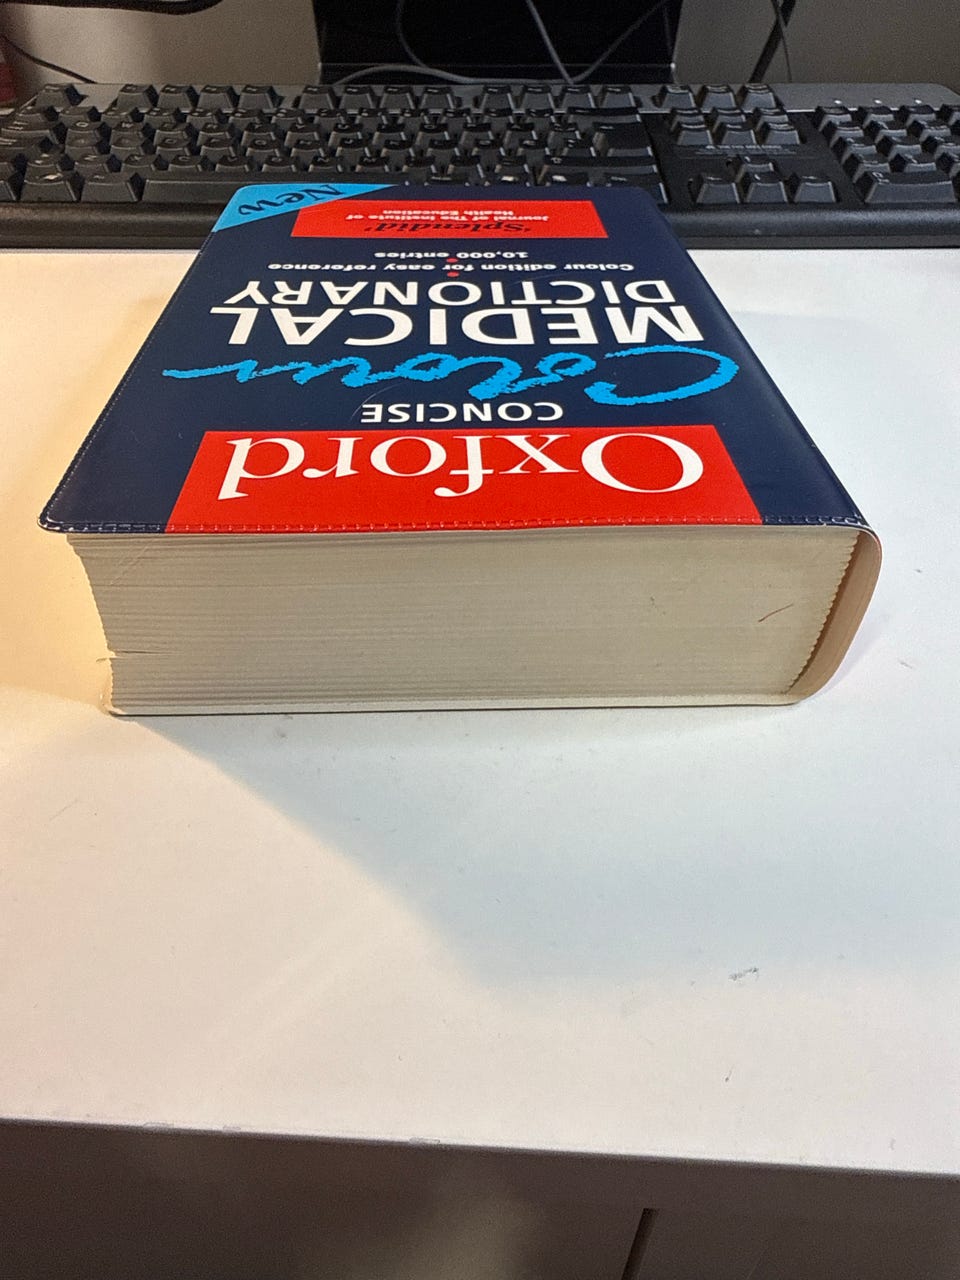 Oxford
CONCISE
Colour
MEDICAL
DICTIONARY
Colour edition for easy reference
10,000 entries
'Splendid'
Journal of The Institute of
Health Education
New